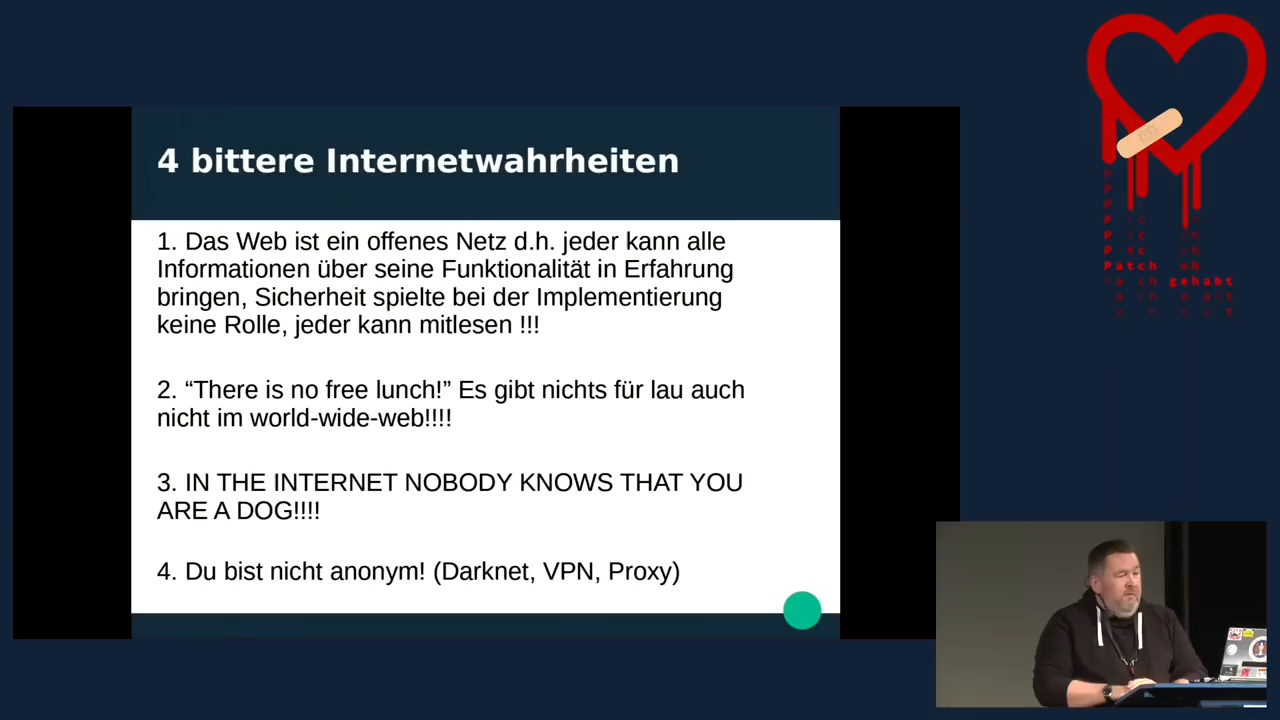 4 bittere Internetwahrheiten
1. Das Web ist ein offenes Netz d.h. jeder kann alle
Informationen über seine Funktionalität in Erfahrung
bringen, Sicherheit spielte bei der Implementierung
keine Rolle, jeder kann mitlesen !!!
2. “There is no free lunch!” Es gibt nichts für lau auch
nicht im world-wide-web!!!!
3. IN THE INTERNET NOBODY KNOWS THAT YOU
ARE A DOG!!!!
4. Du bist nicht anonym! (Darknet, VPN, Proxy)
Patch
gehabt